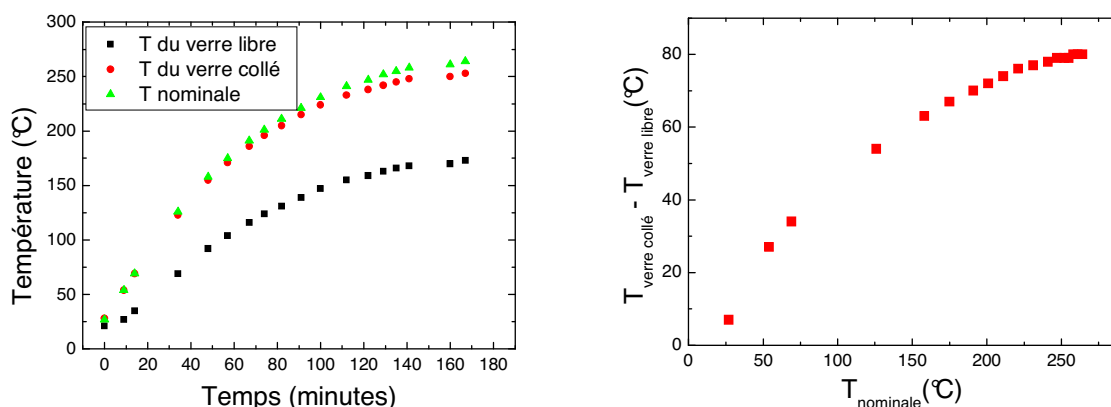 300
250
200
150
100
50
0
Température (°C)
T du verre libre
T du verre collé
T nominale
0 20 40 60 80 100 120 140 160 180
Temps (minutes)
80
60
40
20
0
T verre collé - T verre libre (°C)
0 50 100 150 200 250
T nominale (°C)